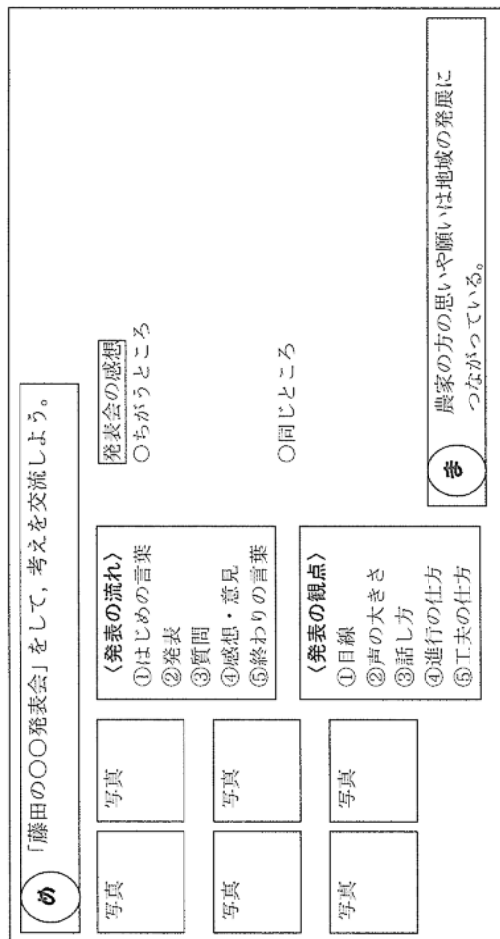 め 「藤田の〇〇発表会」をして，考えを交流しよう。
写真
写真
写真
写真
写真
写真
〈発表の流れ〉
①はじめの言葉
②発表
③質問
④感想・意見
⑤終わりの言葉
〈発表の観点〉
①目線
②声の大きさ
③話し方
④進行の仕方
⑤工夫の仕方
発表会の感想
〇ちがうところ
〇同じところ
ま 農家の方の思いや願いは地域の発展に
つながっている。